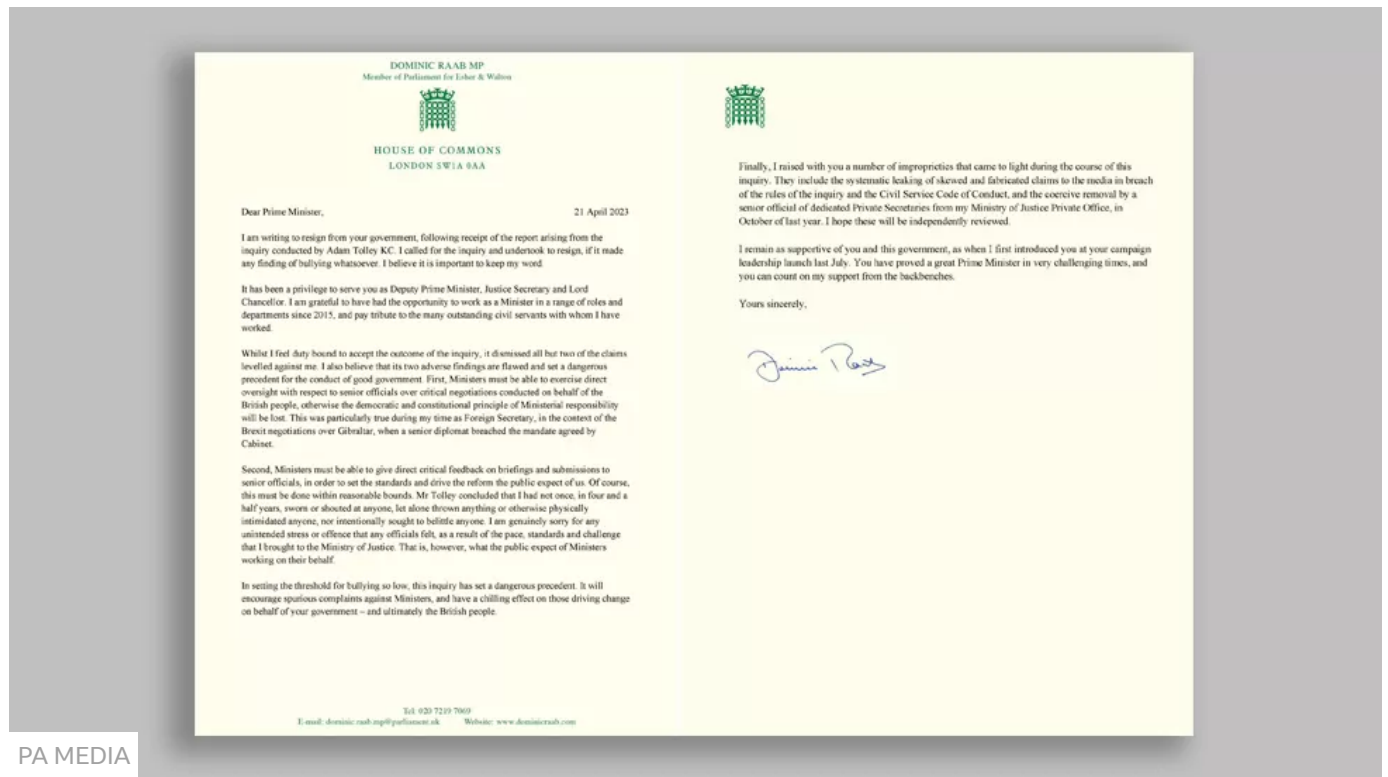 DOMINIC RAAB MP
Member of Parliament for Esher & Walton
HOUSE OF COMMONS
LONDON SW1A 0AA
Dear Prime Minister,
21 April 2023
I am writing to resign from your government, following receipt of the report arising from the
inquiry conducted by Adam Tolley KC. I called for the inquiry and undertook to resign, if it made
any finding of bullying whatsoever. I believe it is important to keep my word.
It has been a privilege to serve you as Deputy Prime Minister, Justice Secretary and Lord
Chancellor. I am grateful to have had the opportunity to work as a Minister in a range of roles and
departments since 2015, and pay tribute to the many outstanding civil servants with whom I have
worked.
Whilst I feel duty bound to accept the outcome of the inquiry, it dismissed all but two of the claims
levelled against me. I also believe that its two adverse findings are flawed and set a dangerous
precedent for the conduct of good government. First, Ministers must be able to exercise direct
oversight with respect to senior officials over critical negotiations conducted on behalf of the
British people, otherwise the democratic and constitutional principle of Ministerial responsibility
will be lost. This was particularly true during my time as Foreign Secretary, in the context of the
Brexit negotiations over Gibraltar, when a senior diplomat breached the mandate agreed by
Cabinet.
Second, Ministers must be able to give direct critical feedback on briefings and submissions to
senior officials, in order to set the standards and drive the reform the public expect of us. Of course,
this must be done within reasonable bounds. Mr Tolley concluded that I had not once, in four and a
half years, sworn or shouted at anyone, let alone thrown anything or otherwise physically
intimidated anyone, nor intentionally sought to belittle anyone. I am genuinely sorry for any
unintended stress or offence that any officials felt, as a result of the pace, standards and challenge
that I brought to the Ministry of Justice. That is, however, what the public expect of Ministers
working on their behalf.
In setting the threshold for bullying so low, this inquiry has set a dangerous precedent. It will
encourage spurious complaints against Ministers, and have a chilling effect on those driving change
on behalf of your government – and ultimately the British people.
Tel: 020 7219 7069
E-mail: dominic.raab.mp@parliament.uk Website: www.dominicraab.com
Finally, I raised with you a number of improprieties that came to light during the course of this
inquiry. They include the systematic leaking of skewed and fabricated claims to the media in breach
of the rules of the inquiry and the Civil Service Code of Conduct, and the coercive removal by a
senior official of dedicated Private Secretaries from my Ministry of Justice Private Office, in
October of last year. I hope these will be independently reviewed.
I remain as supportive of you and this government, as when I first introduced you at your campaign
leadership launch last July. You have proved a great Prime Minister in very challenging times, and
you can count on my support from the backbenches.
Yours sincerely,
Dominic Raab
PA MEDIA